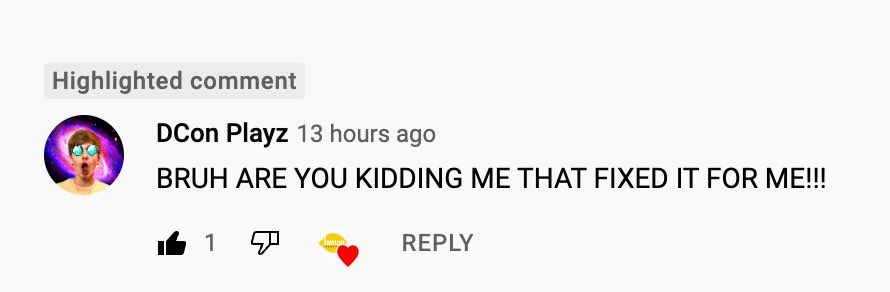 Highlighted comment
DCon Playz 13 hours ago
BRUH ARE YOU KIDDING ME THAT FIXED IT FOR ME!!!
1 REPLY